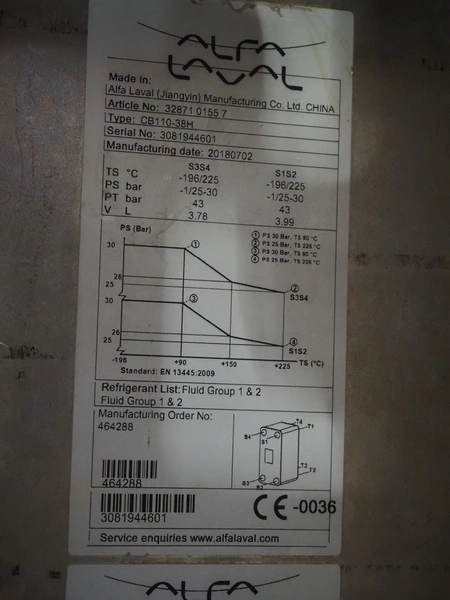 ALFA
LAVAL
Made in:
Alfa Laval (Jiangyin) Manufacturing Co. Ltd. CHINA
Article No: 32871 0155 7
Type: CB110-38H
Serial No: 3081944601
Manufacturing date: 20180702
S3S4 S1S2
TS °C -196/225 -196/225
PS bar -1/25-30 -1/25-30
PT bar 43 43
V L 3.78 3.99
PS (Bar)
① PS 30 Bar, TS 90 °C
② PS 25 Bar, TS 225 °C
③ PS 30 Bar, TS 90 °C
④ PS 25 Bar, TS 225 °C
30 ①
26
25 ② S3S4
30 ③
26
25 ④ S1S2
-196 +90 +150 +225 TS (°C)
Standard: EN 13445:2009
Refrigerant List: Fluid Group 1 & 2
Fluid Group 1 & 2
Manufacturing Order No:
464288
T4
T1
S4 S1
T3
T2
S3
S2
464288
3081944601
CE-0036
Service enquiries www.alfalaval.com
ALFA